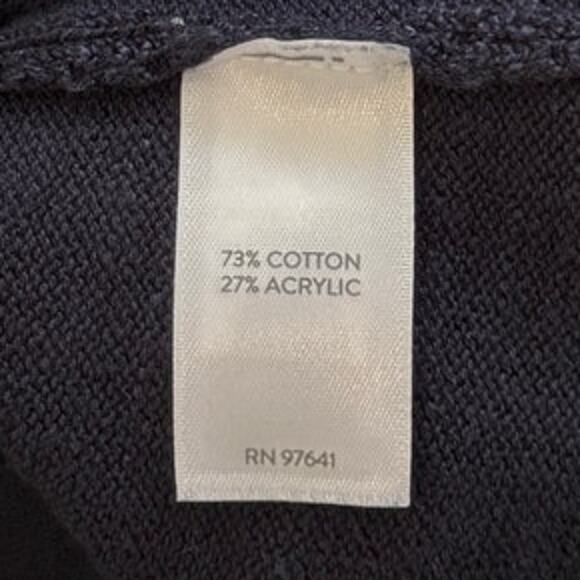 73% COTTON
27% ACRYLIC
RN 97641